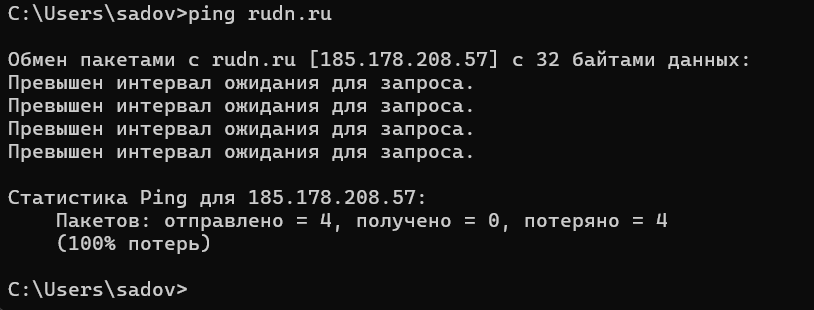 C:\Users\sadov>ping rudn.ru
Обмен пакетами с rudn.ru [185.178.208.57] с 32 байтами данных:
Превышен интервал ожидания для запроса.
Превышен интервал ожидания для запроса.
Превышен интервал ожидания для запроса.
Превышен интервал ожидания для запроса.
Статистика Ping для 185.178.208.57:
    Пакетов: отправлено = 4, получено = 0, потеряно = 4
    (100% потерь)
C:\Users\sadov>